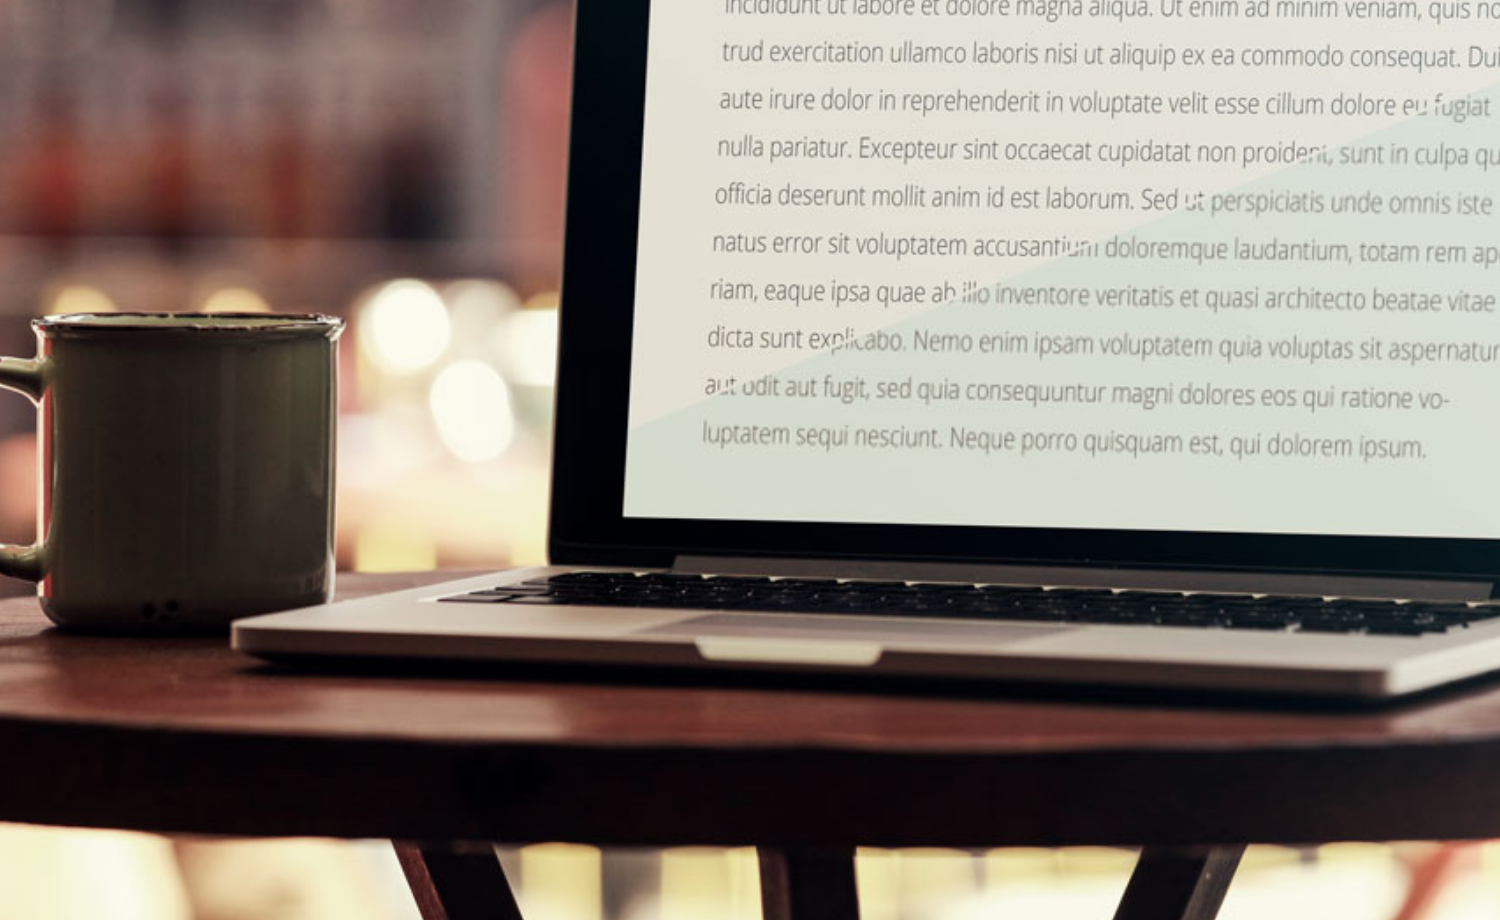 incididunt ut labore et dolore magna aliqua. Ut enim ad minim veniam, quis no
trud exercitation ullamco laboris nisi ut aliquip ex ea commodo consequat. Dui
aute irure dolor in reprehenderit in voluptate velit esse cillum dolore eu fugiat
nulla pariatur. Excepteur sint occaecat cupidatat non proident, sunt in culpa qu
officia deserunt mollit anim id est laborum. Sed ut perspiciatis unde omnis iste
natus error sit voluptatem accusantium doloremque laudantium, totam rem ap
riam, eaque ipsa quae ab illo inventore veritatis et quasi architecto beatae vitae
dicta sunt explicabo. Nemo enim ipsam voluptatem quia voluptas sit aspernatur
aut odit aut fugit, sed quia consequuntur magni dolores eos qui ratione vo-
luptatem sequi nesciunt. Neque porro quisquam est, qui dolorem ipsum.